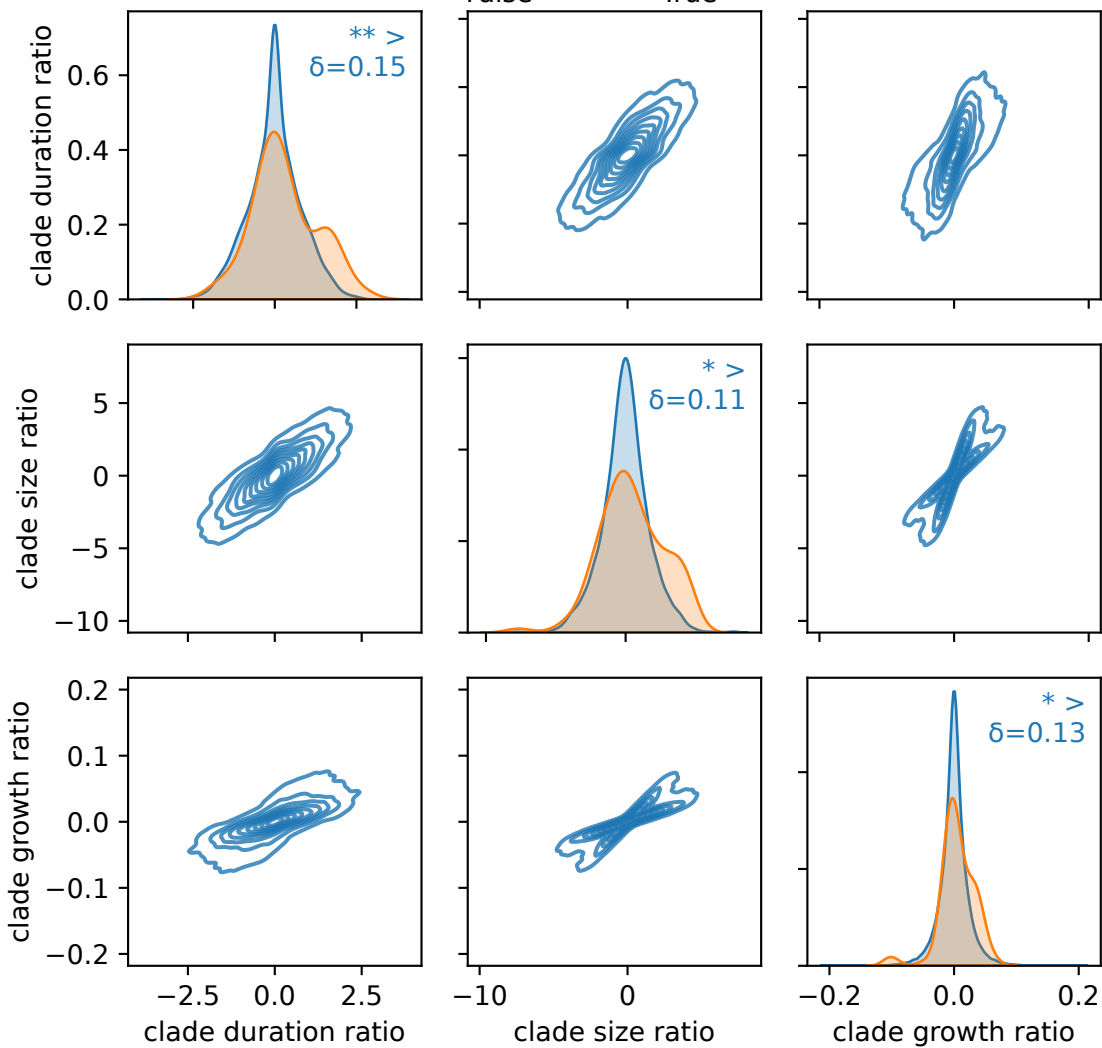 clade duration ratio
0.6
0.4
0.2
0.0
** >
δ=0.15
clade size ratio
5
0
−5
−10
* >
δ=0.11
clade growth ratio
0.2
0.1
0.0
−0.1
−0.2
* >
δ=0.13
−2.5 0.0 2.5
−10 0
−0.2 0.0 0.2
clade duration ratio
clade size ratio
clade growth ratio